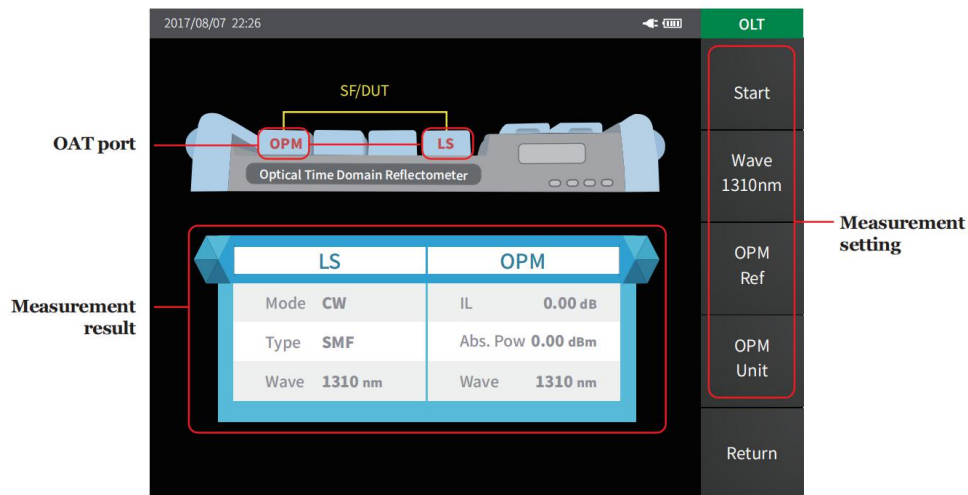 2017/08/07 22:26
OLT
SF/DUT
OPM
LS
Optical Time Domain Reflectometer
OAT port
Start
Wave
1310nm
OPM
Ref
OPM
Unit
Return
Measurement
setting
Measurement
result
LS OPM
Mode CW IL 0.00 dB
Type SMF Abs. Pow 0.00 dBm
Wave 1310 nm Wave 1310 nm